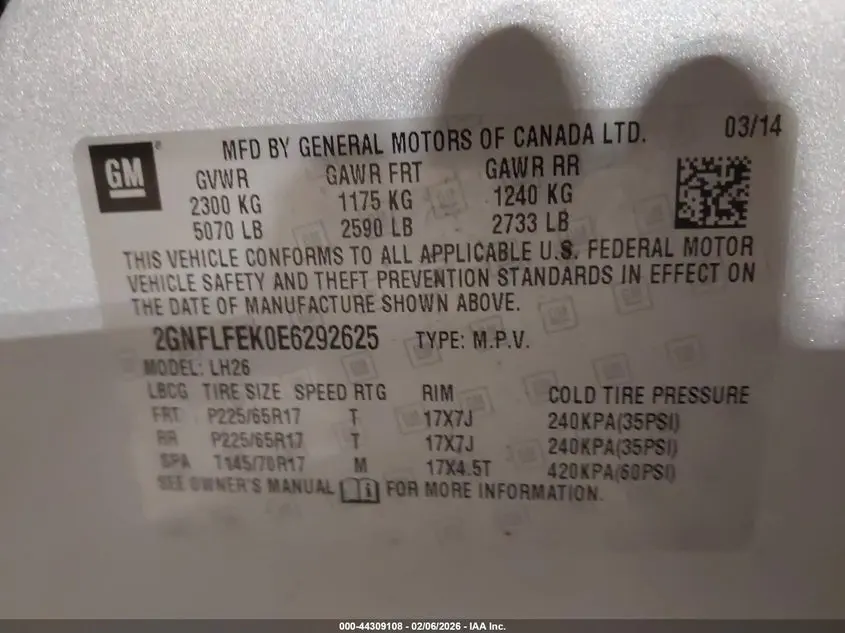 GM
MFD BY GENERAL MOTORS OF CANADA LTD. 03/14
GVWR GAWR FRT GAWR RR
2300 KG 1175 KG 1240 KG
5070 LB 2590 LB 2733 LB
THIS VEHICLE CONFORMS TO ALL APPLICABLE U.S. FEDERAL MOTOR
VEHICLE SAFETY AND THEFT PREVENTION STANDARDS IN EFFECT ON
THE DATE OF MANUFACTURE SHOWN ABOVE.
2GNFLFEK0E6292625 TYPE: M.P.V.
MODEL: LH26
LBCG TIRE SIZE SPEED RTG RIM COLD TIRE PRESSURE
FRT P225/65R17 T 17X7J 240KPA(35PSI)
RR P225/65R17 T 17X7J 240KPA(35PSI)
SPA T145/70R17 M 17X4.5T 420KPA(60PSI)
SEE OWNER'S MANUAL FOR MORE INFORMATION.
000-44309108 - 02/06/2026 - IAA Inc.